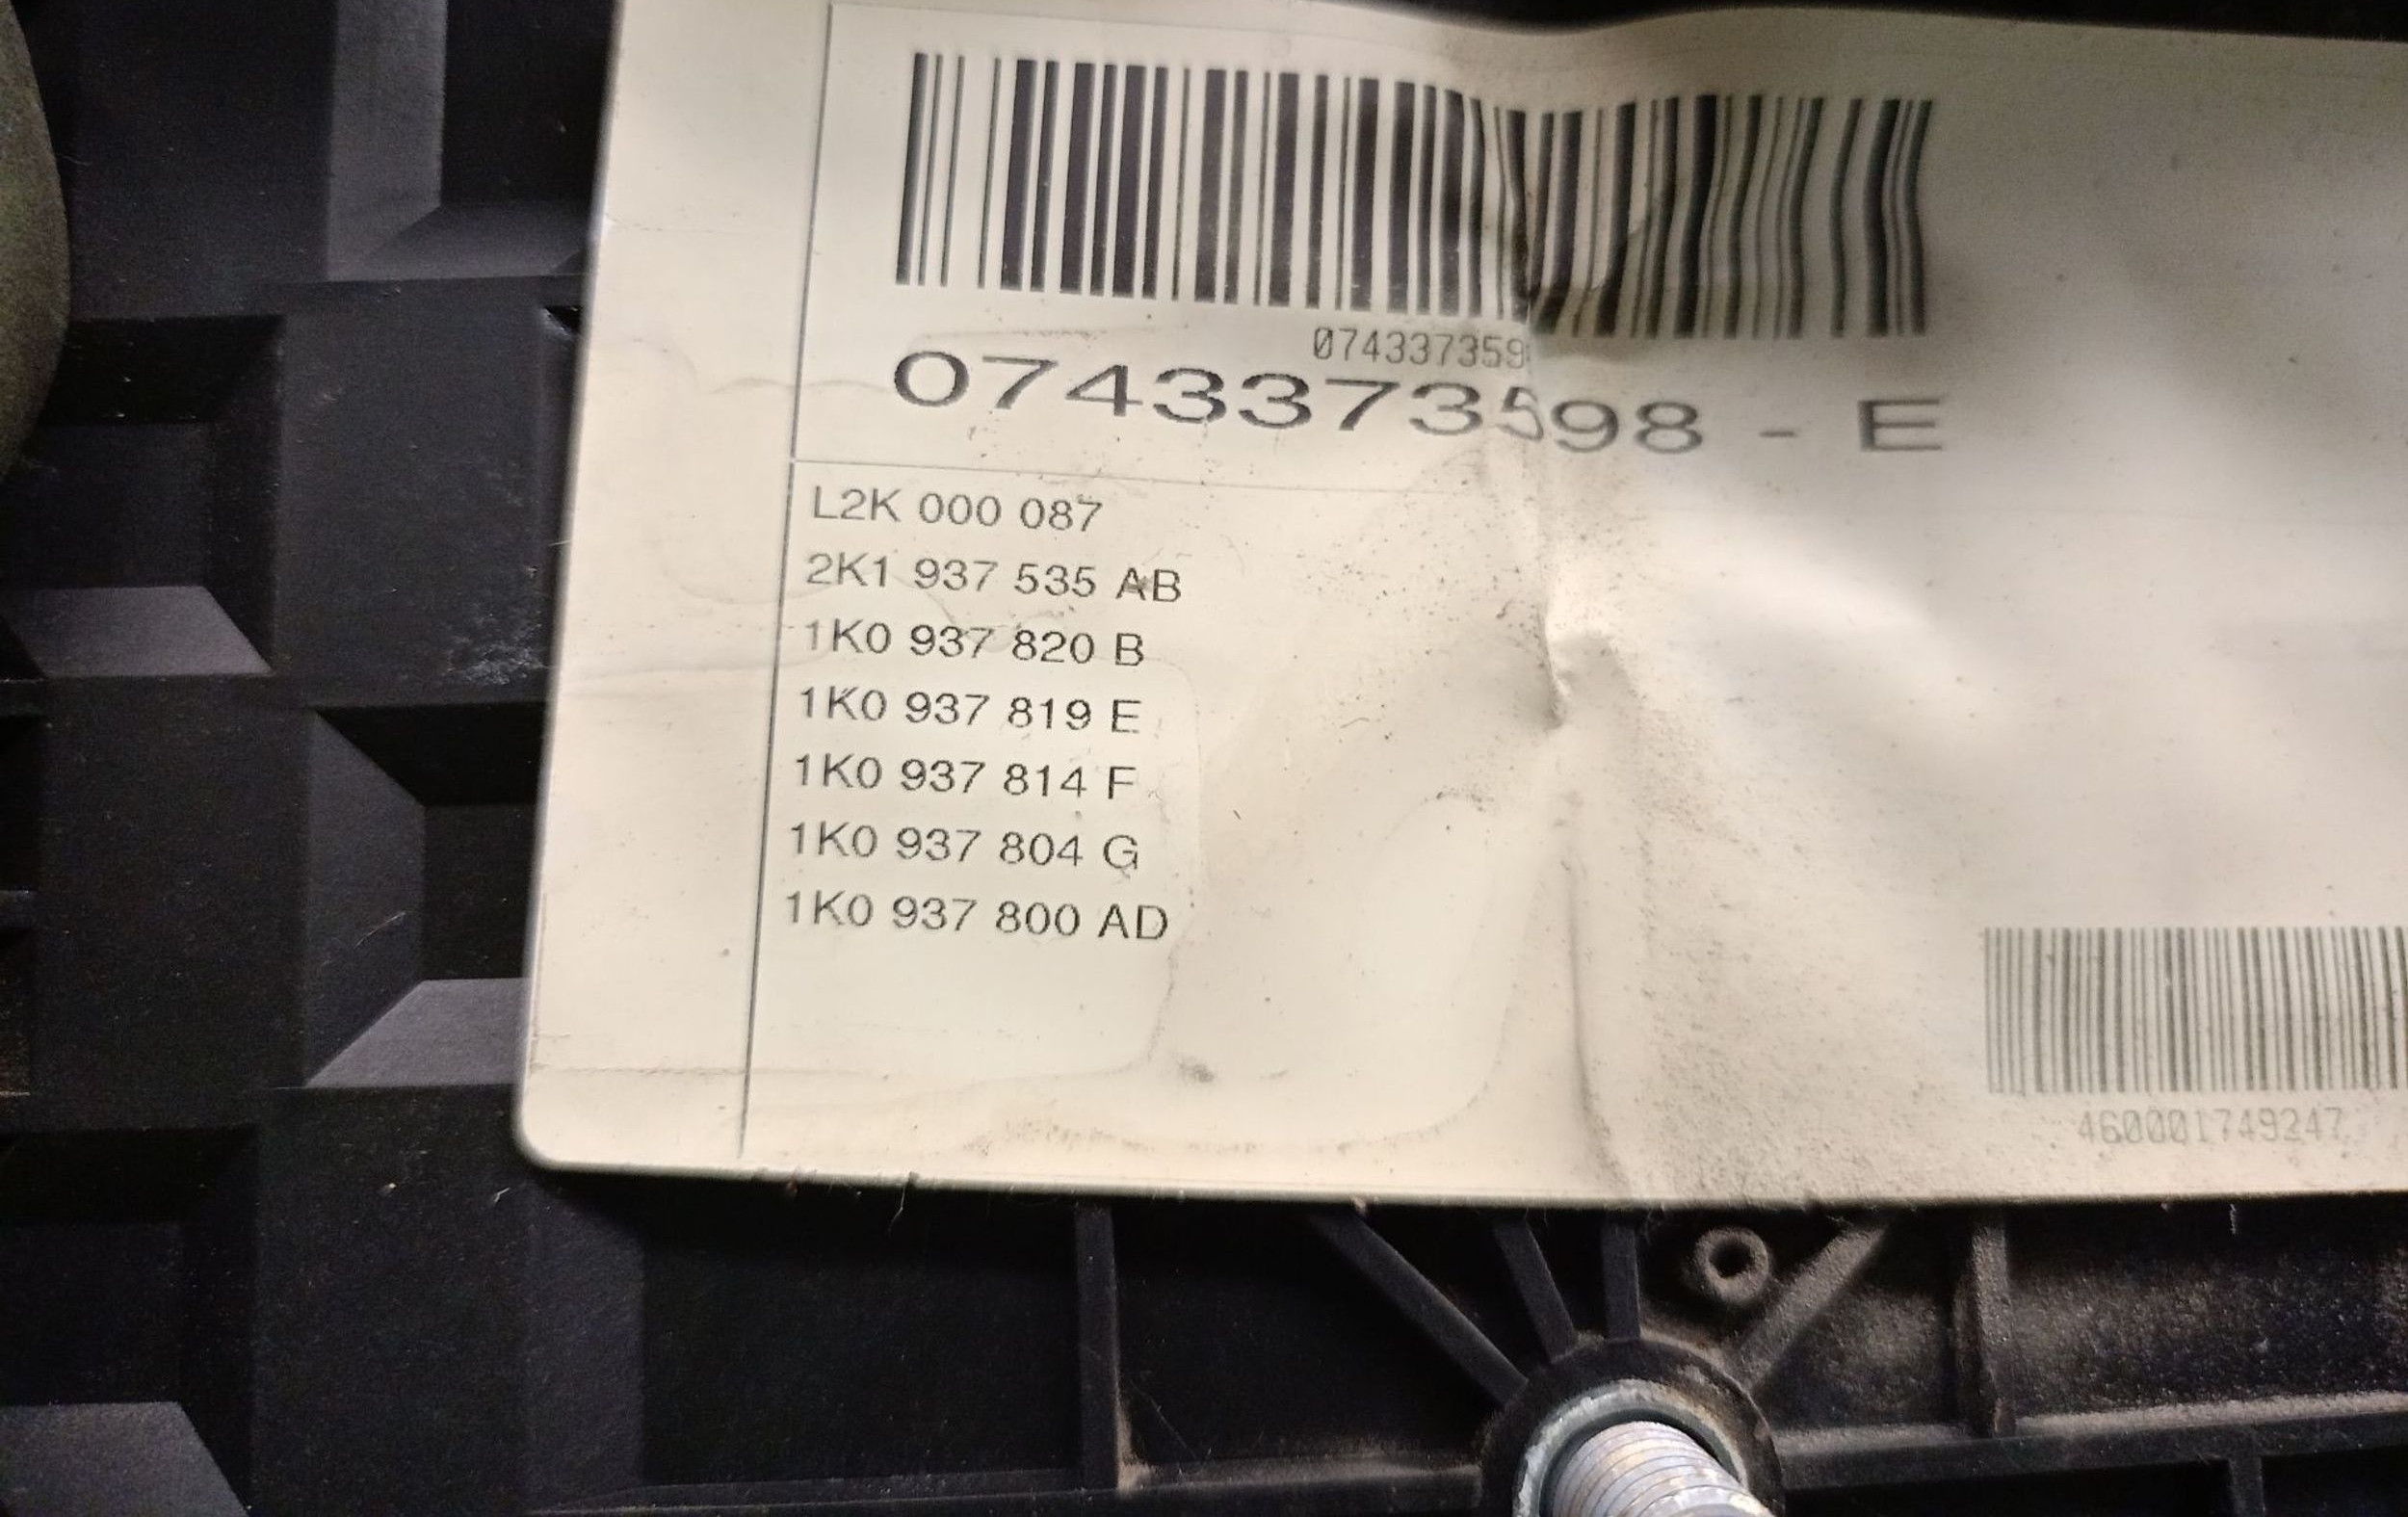 074337359
0743373598 - E
L2K 000 087
2K1 937 535 AB
1K0 937 820 B
1K0 937 819 E
1K0 937 814 F
1K0 937 804 G
1K0 937 800 AD
460001749247